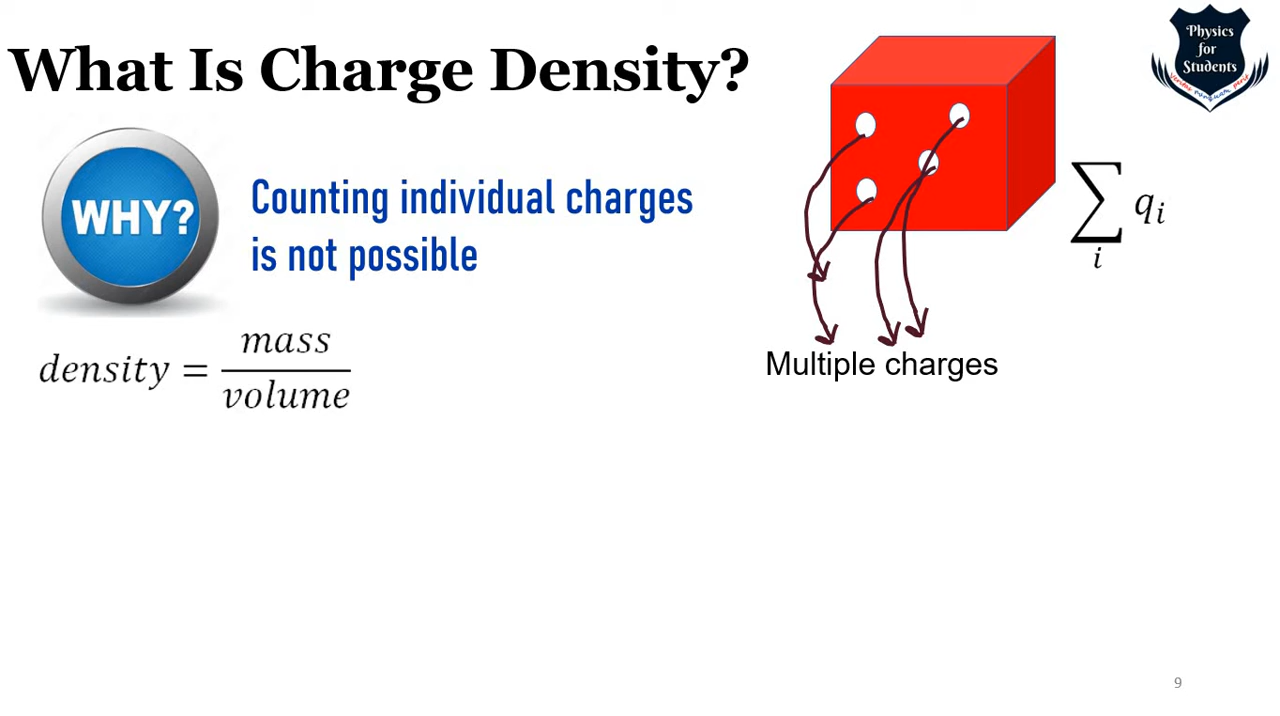 What Is Charge Density?
Physics
for
Students
WHY?
Counting individual charges
is not possible
∑ qᵢ
i
density = mass/volume
Multiple charges
9